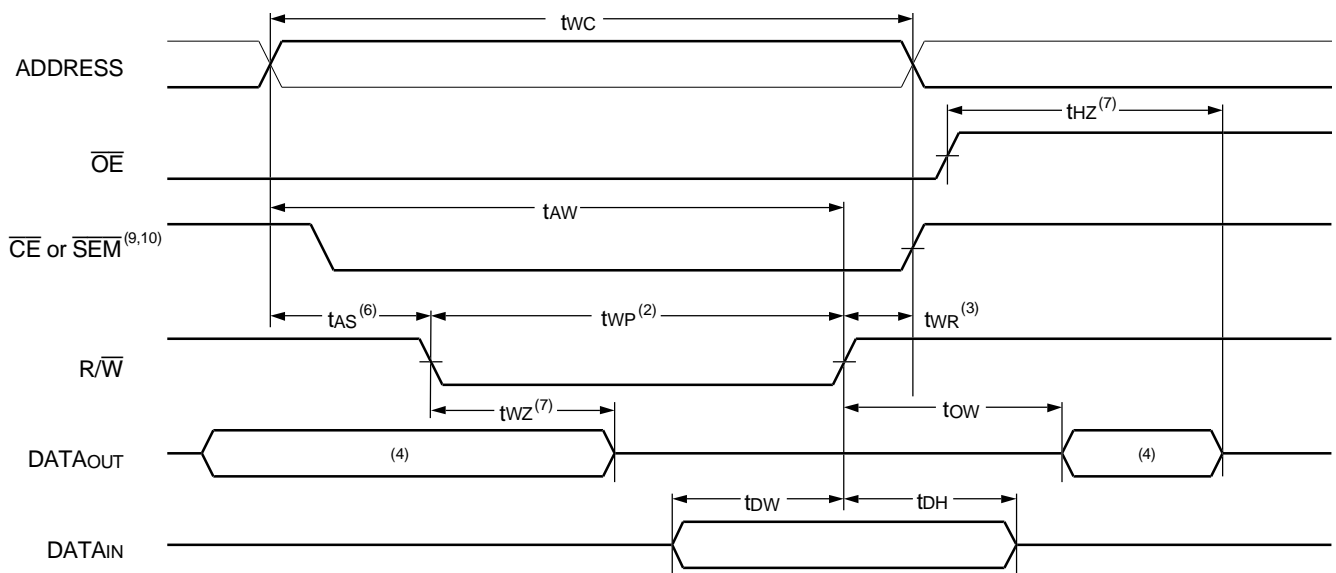 tWC
ADDRESS
tHZ(7)
OE
tAW
CE or SEM(9,10)
tAS(6) tWP(2) tWR(3)
R/W
tWZ(7) tOW
DATAOUT (4) (4)
tDW tDH
DATAIN